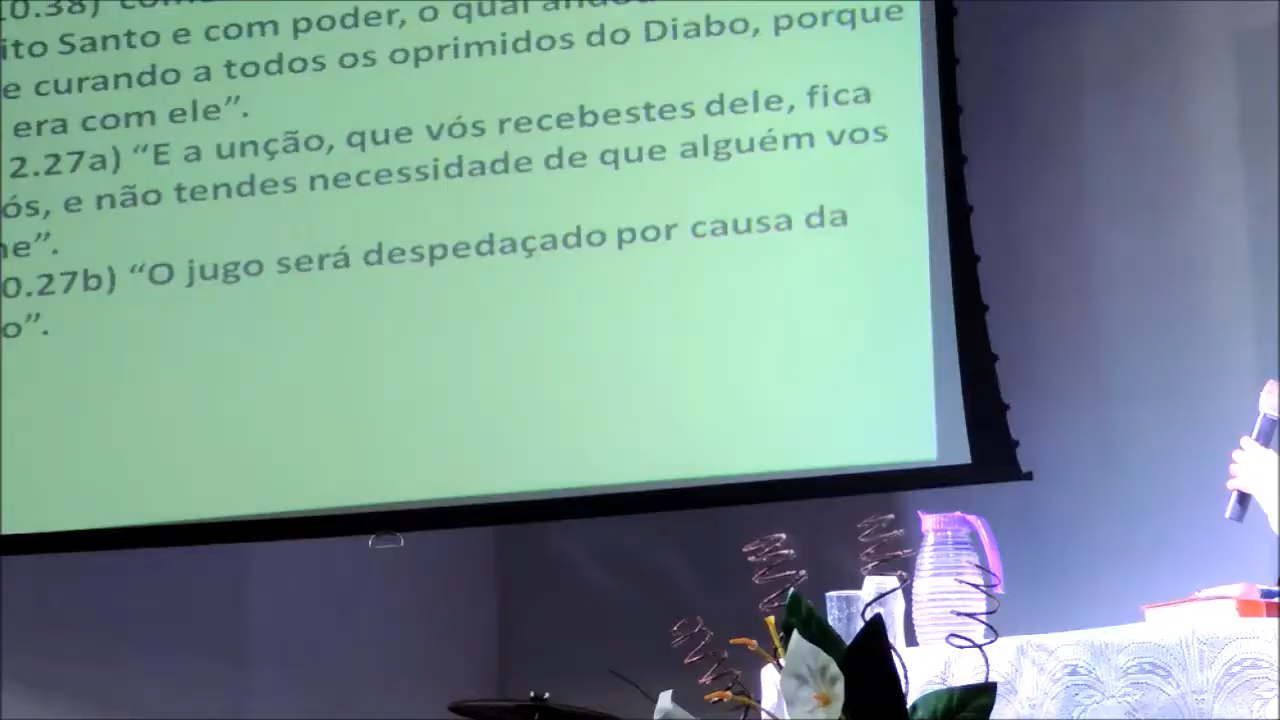 0.38)
ito Santo e com poder, o qual
e curando a todos os oprimidos do Diabo, porque
era com ele”.
2.27a) “E a unção, que vós recebestes dele, fica
ós, e não tendes necessidade de que alguém vos
e”.
0.27b) “O jugo será despedaçado por causa da
o”.